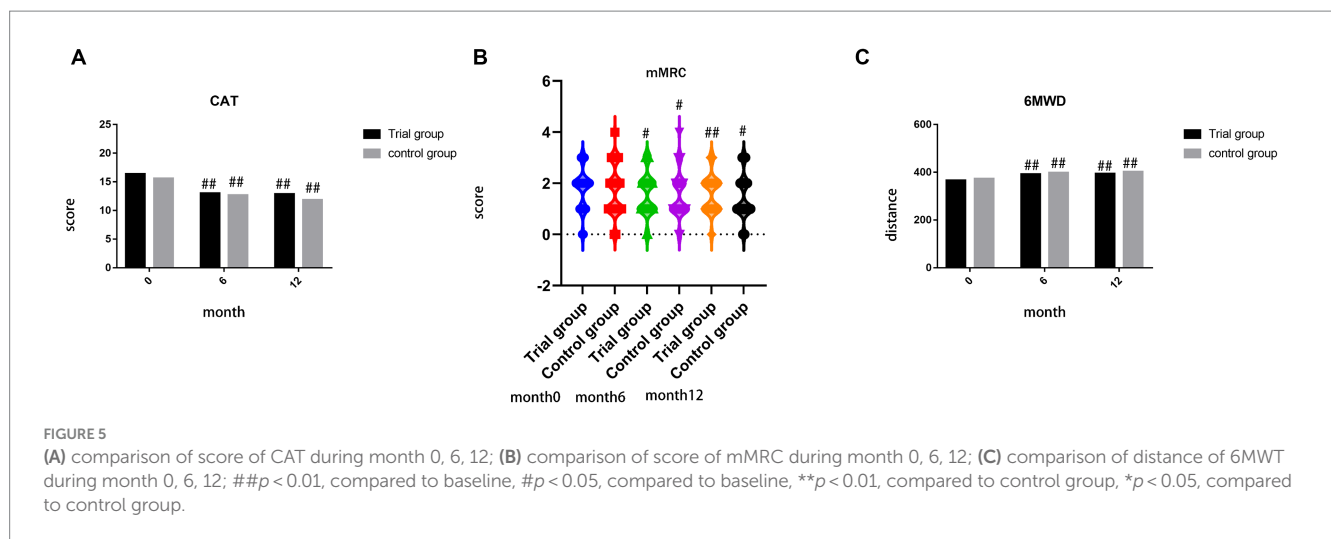 A
CAT
25
20
15
10
5
0
score
## ## ## ##
0 6 12
month
Trial group
control group
B
mMRC
6
4
2
0
-2
score
# # ## #
Trial group Control group Trial group Control group Trial group Control group
month0 month6 month12
C
6MWD
600
400
200
0
distance
## ## ## ##
0 6 12
month
Trial group
control group
FIGURE 5
(A) comparison of score of CAT during month 0, 6, 12; (B) comparison of score of mMRC during month 0, 6, 12; (C) comparison of distance of 6MWT
during month 0, 6, 12; ##p < 0.01, compared to baseline, #p < 0.05, compared to baseline, **p < 0.01, compared to control group, *p < 0.05, compared
to control group.